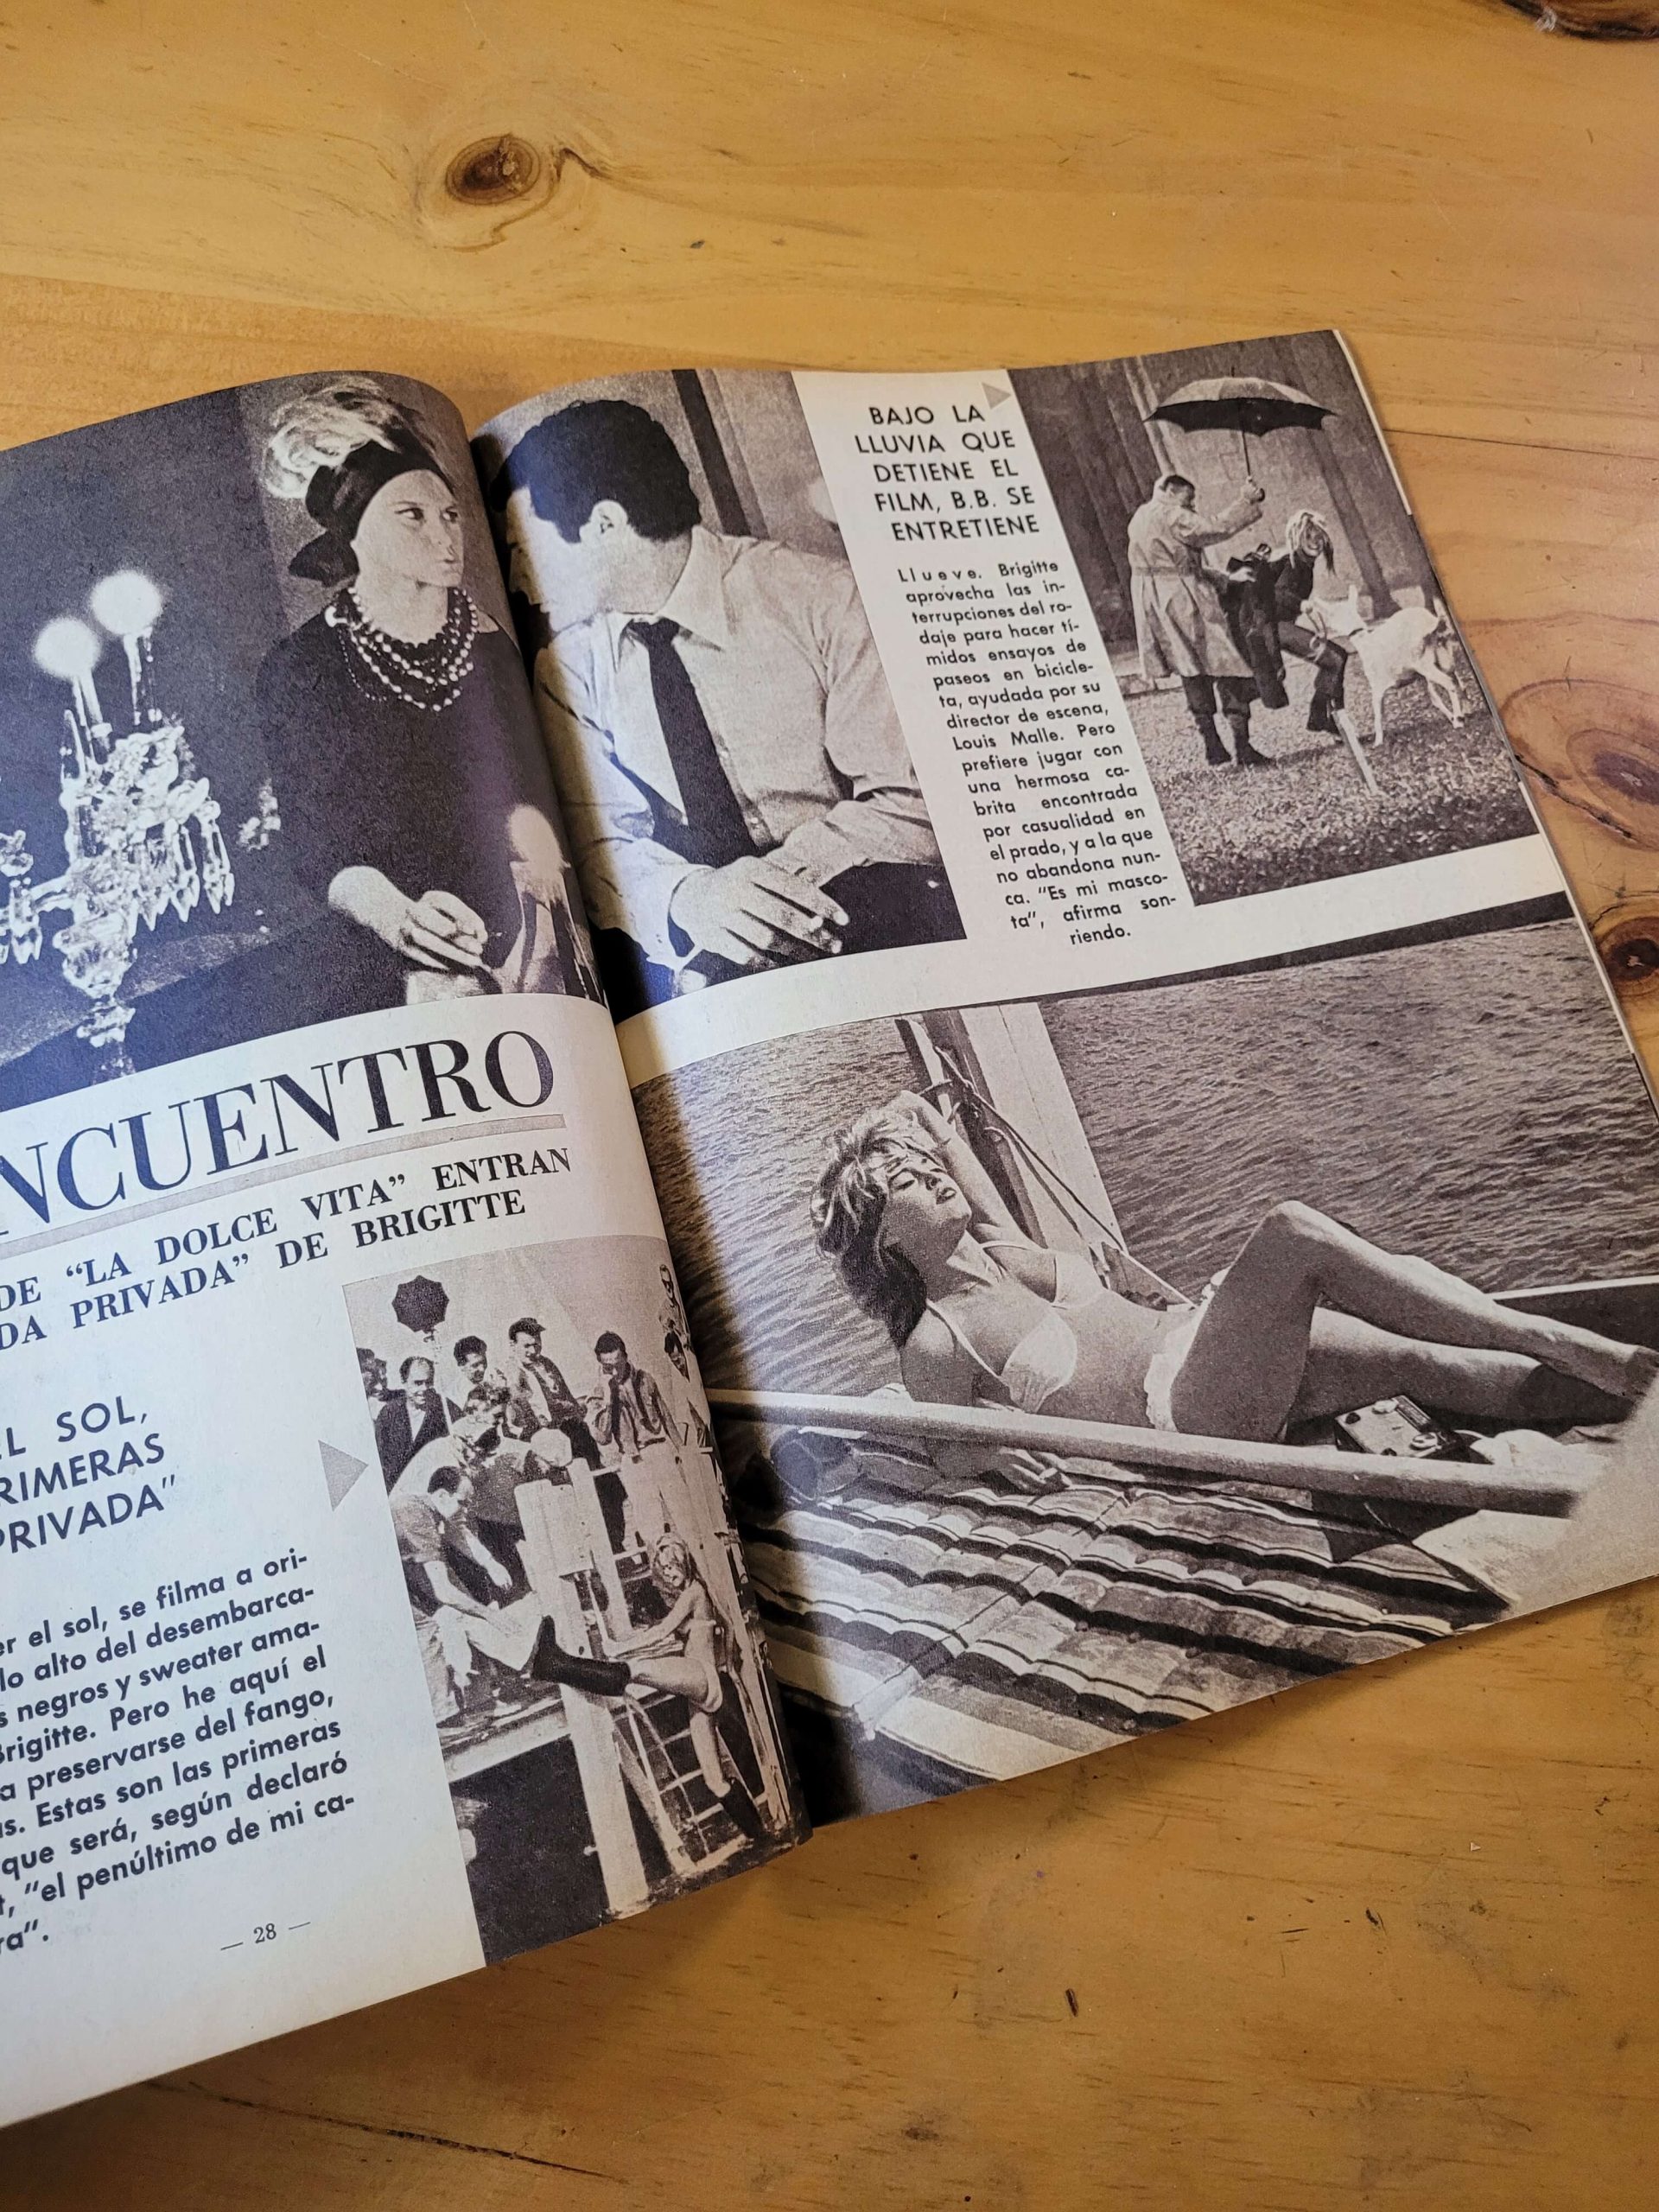 NCUENTRO
DE “LA DOLCE VITA” ENTRAN
DA PRIVADA” DE BRIGITTE
EL SOL,
RIMERAS
PRIVADA”
er el sol, se filma a ori-
lo alto del desembarca-
s negros y sweater ama-
Brigitte. Pero he aquí el
a preservarse del fango,
as. Estas son las primeras
que será, según declaró
t, “el penúltimo de mi ca-
ra”.
— 28 —
BAJO LA
LLUVIA QUE
DETIENE EL
FILM, B.B. SE
ENTRETIENE
Llueve. Brigitte
aprovecha las in-
terrupciones del ro-
daje para hacer tí-
midos ensayos de
paseos en bicicle-
ta, ayudada por su
director de escena,
Louis Malle. Pero
prefiere jugar con
una hermosa ca-
brita encontrada
por casualidad en
el prado, y a la que
no abandona nun-
ca. “Es mi masco-
ta”, afirma son-
riendo.